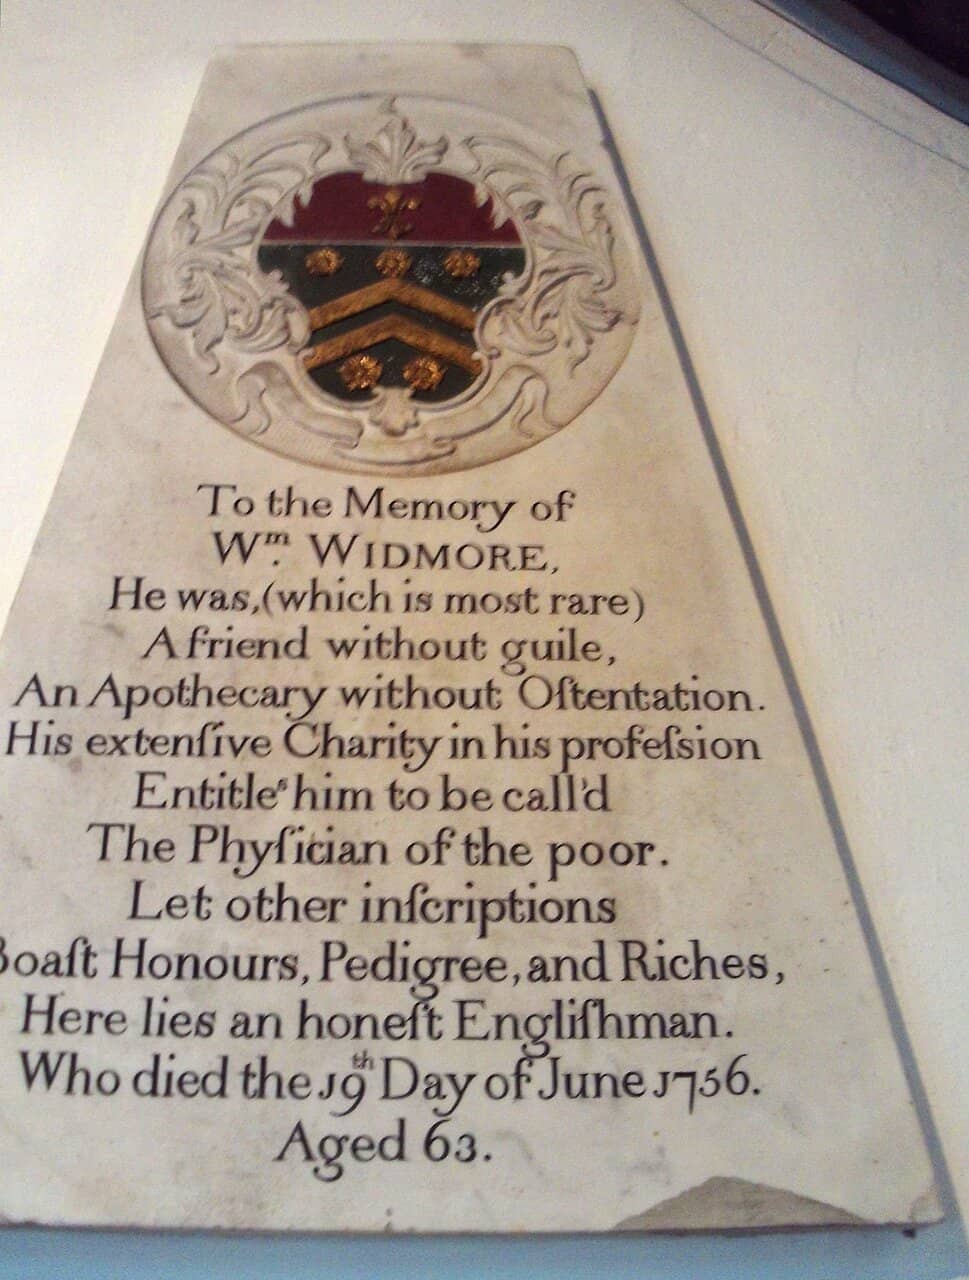 To the Memory of
Wm. WIDMORE,
He was,(which is most rare)
A friend without guile,
An Apothecary without Oſtentation.
His extenſive Charity in his profeſsion
Entitles him to be call'd
The Phyſician of the poor.
Let other inſcriptions
Boaſt Honours, Pedigree, and Riches,
Here lies an honeſt Engliſhman.
Who died the 19th Day of June 1756.
Aged 63.